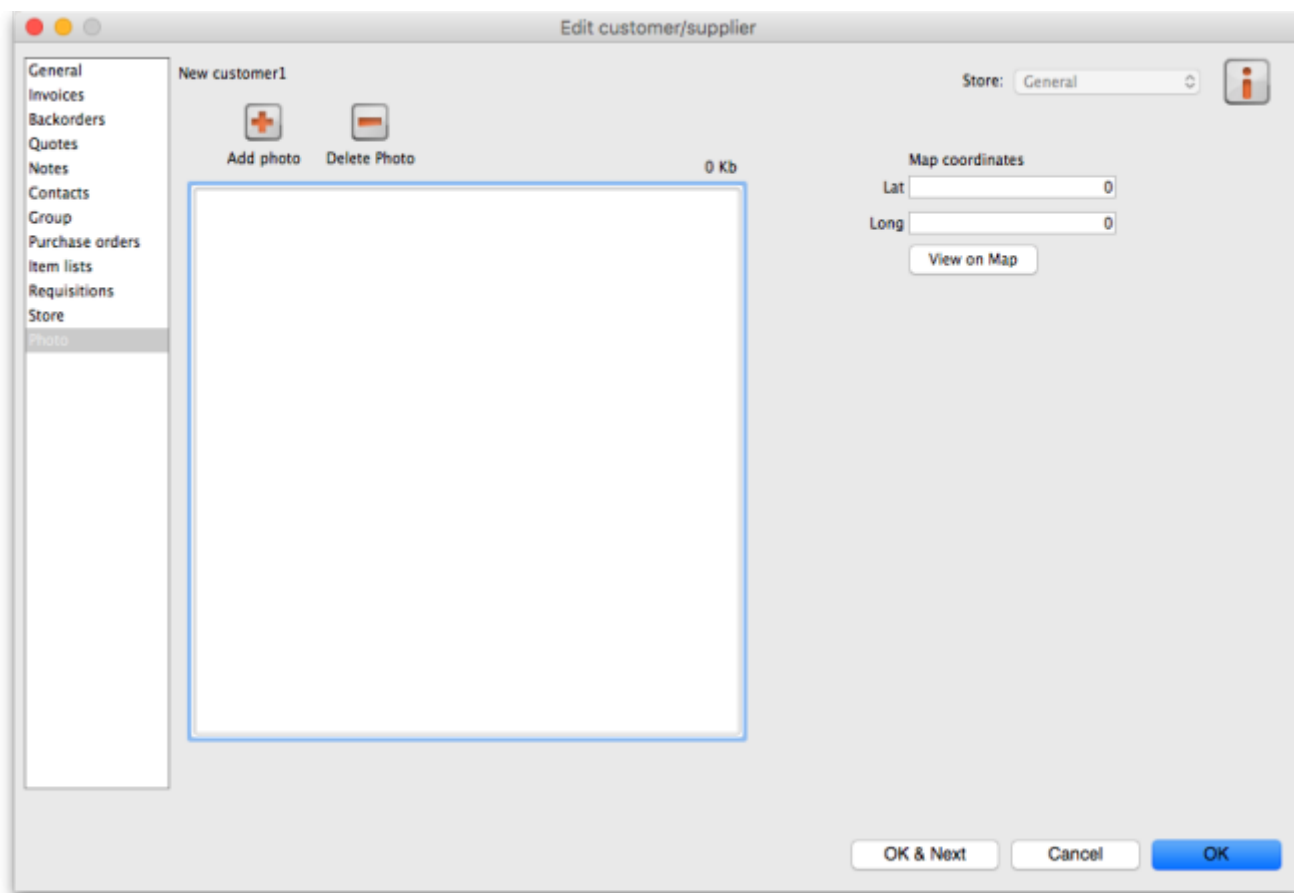 Edit customer/supplier
General
Invoices
Backorders
Quotes
Notes
Contacts
Group
Purchase orders
Item lists
Requisitions
Store
Photo
New customer1
Store: General
Add photo Delete Photo
0 Kb
Map coordinates
Lat 0
Long 0
View on Map
OK & Next Cancel OK